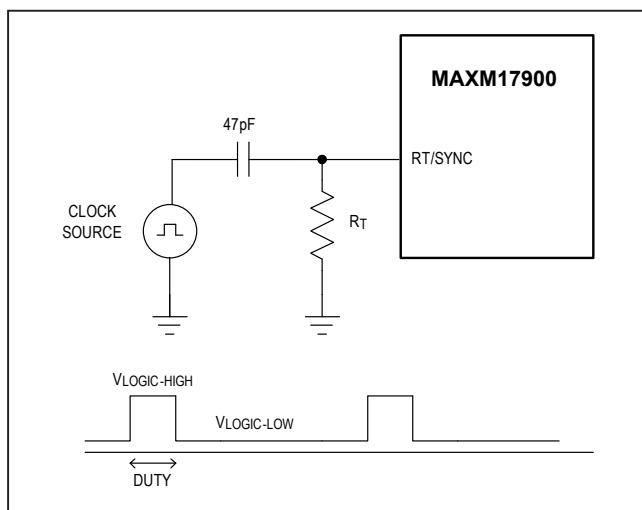 MAXM17900
47pF
RT/SYNC
CLOCK
SOURCE
RT
VLOGIC-HIGH
VLOGIC-LOW
DUTY